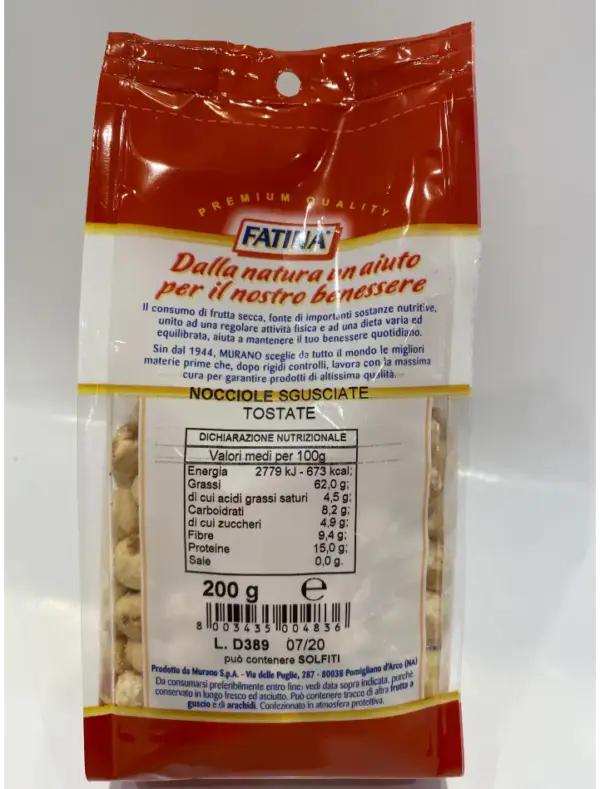 PREMIUM QUALITY
FATINA
Dalla natura un aiuto
per il nostro benessere
Il consumo di frutta secca, fonte di importanti sostanze nutritive,
unito ad una regolare attività fisica e ad una dieta varia ed
equilibrata, aiuta a mantenere il tuo benessere quotidiano.
Sin dal 1944, MURANO sceglie da tutto il mondo le migliori
materie prime che, dopo rigidi controlli, lavora con la massima
cura per garantire prodotti di altissima qualità.
NOCCIOLE SGUSCIATE
TOSTATE
DICHIARAZIONE NUTRIZIONALE
Valori medi per 100g
Energia 2779 kJ - 673 kcal;
Grassi 62,0 g;
di cui acidi grassi saturi 4,5 g;
Carboidrati 8,2 g;
di cui zuccheri 4,9 g;
Fibre 9,4 g;
Proteine 15,0 g;
Sale 0,0 g.
200 g e
8 003435 004836
L. D389 07/20
può contenere SOLFITI
Prodotto da Murano S.p.A. - Via delle Puglie, 287 - 80038 Pomigliano d'Arco (NA)
Da consumarsi preferibilmente entro fine: vedi data sopra indicata, purchè
conservato in luogo fresco ed asciutto. Può contenere tracce di altra frutta a
guscio e di arachidi. Confezionato in atmosfera protettiva.